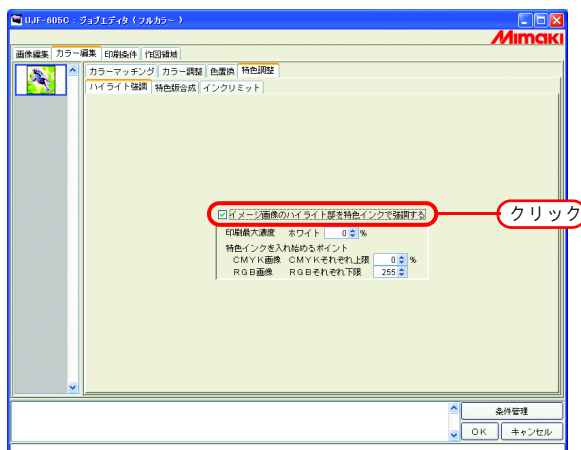 UJF-605C : ジョブエディタ ( フルカラー )
Mimaki
画像編集 カラー編集 印刷条件 作図領域
カラーマッチング カラー調整 色置換 特色調整
ハイライト強調 特色版合成 インクリミット
イメージ画像のハイライト部を特色インクで強調する
クリック
印刷最大濃度 ホワイト 0 %
特色インクを入れ始めるポイント
CMYK画像 CMYKそれぞれ上限 0 %
RGB画像 RGBそれぞれ下限 255
条件管理
OK キャンセル